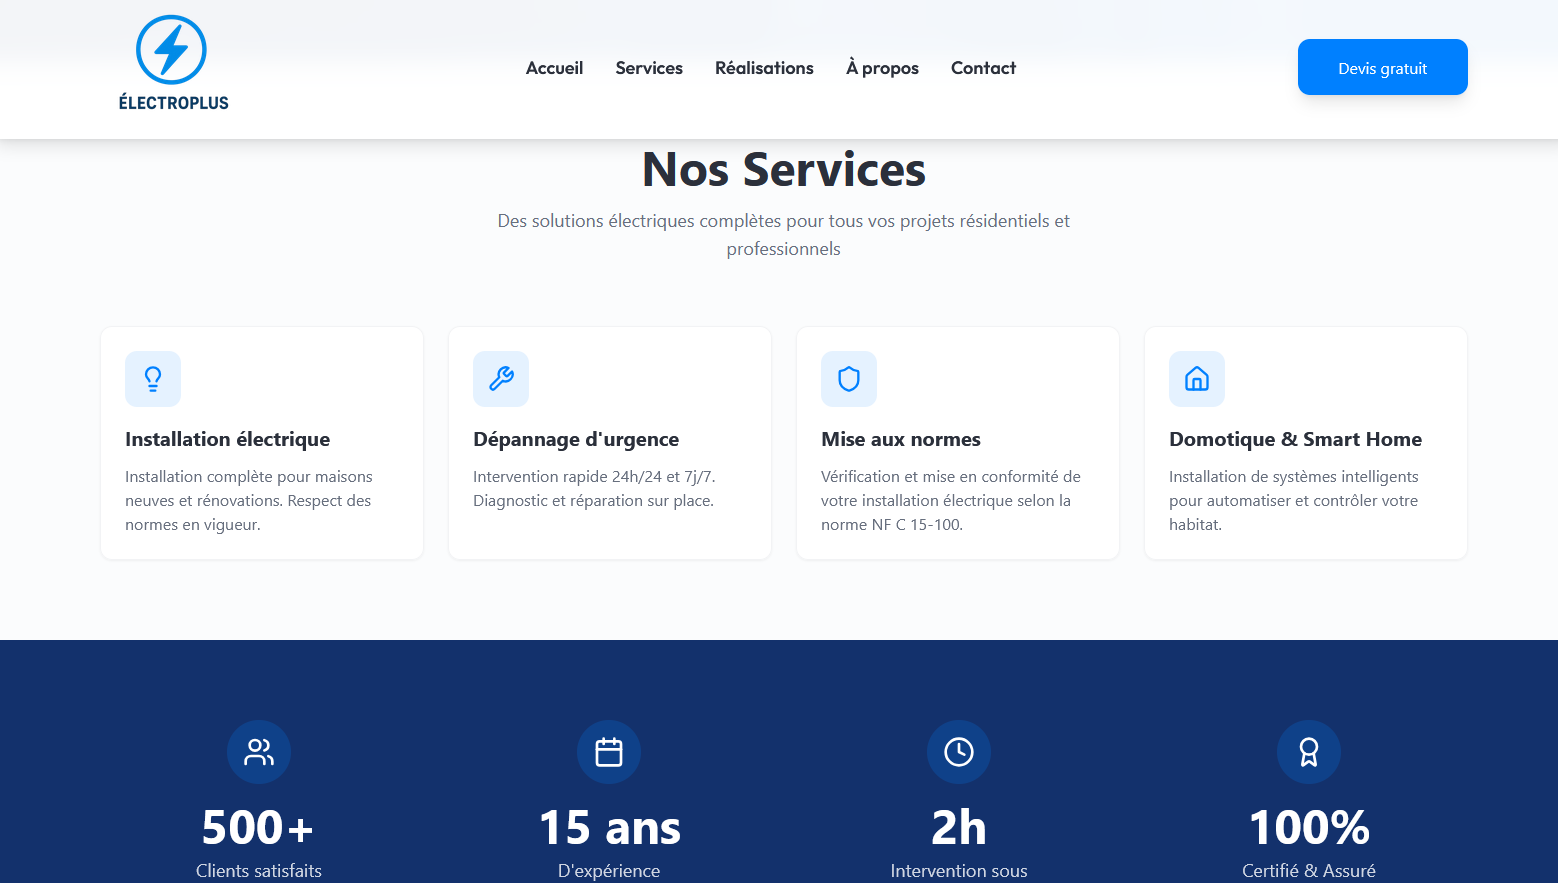 ÉLECTROPLUS
Accueil
Services
Réalisations
À propos
Contact
Devis gratuit
Nos Services
Des solutions électriques complètes pour tous vos projets résidentiels et
professionnels
Installation électrique
Installation complète pour maisons
neuves et rénovations. Respect des
normes en vigueur.
Dépannage d'urgence
Intervention rapide 24h/24 et 7j/7.
Diagnostic et réparation sur place.
Mise aux normes
Vérification et mise en conformité de
votre installation électrique selon la
norme NF C 15-100.
Domotique & Smart Home
Installation de systèmes intelligents
pour automatiser et contrôler votre
habitat.
500+
Clients satisfaits
15 ans
D'expérience
2h
Intervention sous
100%
Certifié & Assuré